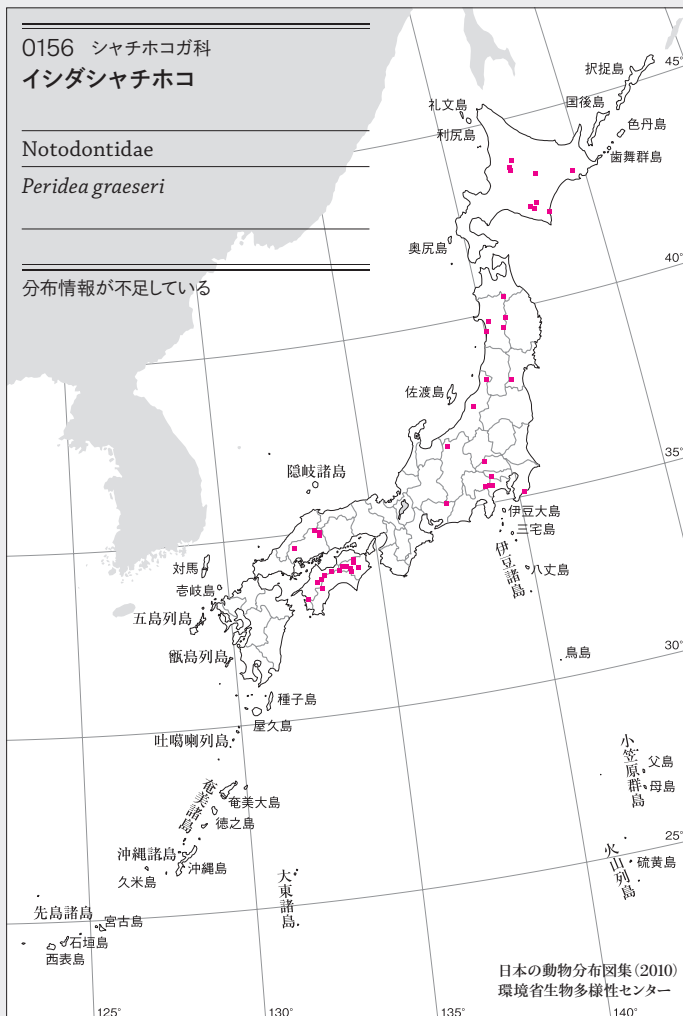 0156 シャチホコガ科
イシダシャチホコ
Notodontidae
Peridea graeseri
分布情報が不足している
択捉島
45°
国後島
礼文島
色丹島
利尻島
歯舞群島
奥尻島
40°
佐渡島
35°
隠岐諸島
伊豆大島
三宅島
伊豆諸島
八丈島
対馬
壱岐島
五島列島
甑島列島
鳥島
30°
種子島
屋久島
吐噶喇列島
小笠原群島
父島
母島
奄美諸島
奄美大島
徳之島
25°
沖縄諸島
沖縄島
久米島
大東諸島
火山列島
硫黄島
先島諸島
宮古島
石垣島
西表島
日本の動物分布図集(2010)
環境省生物多様性センター
125°
130°
135°
140°